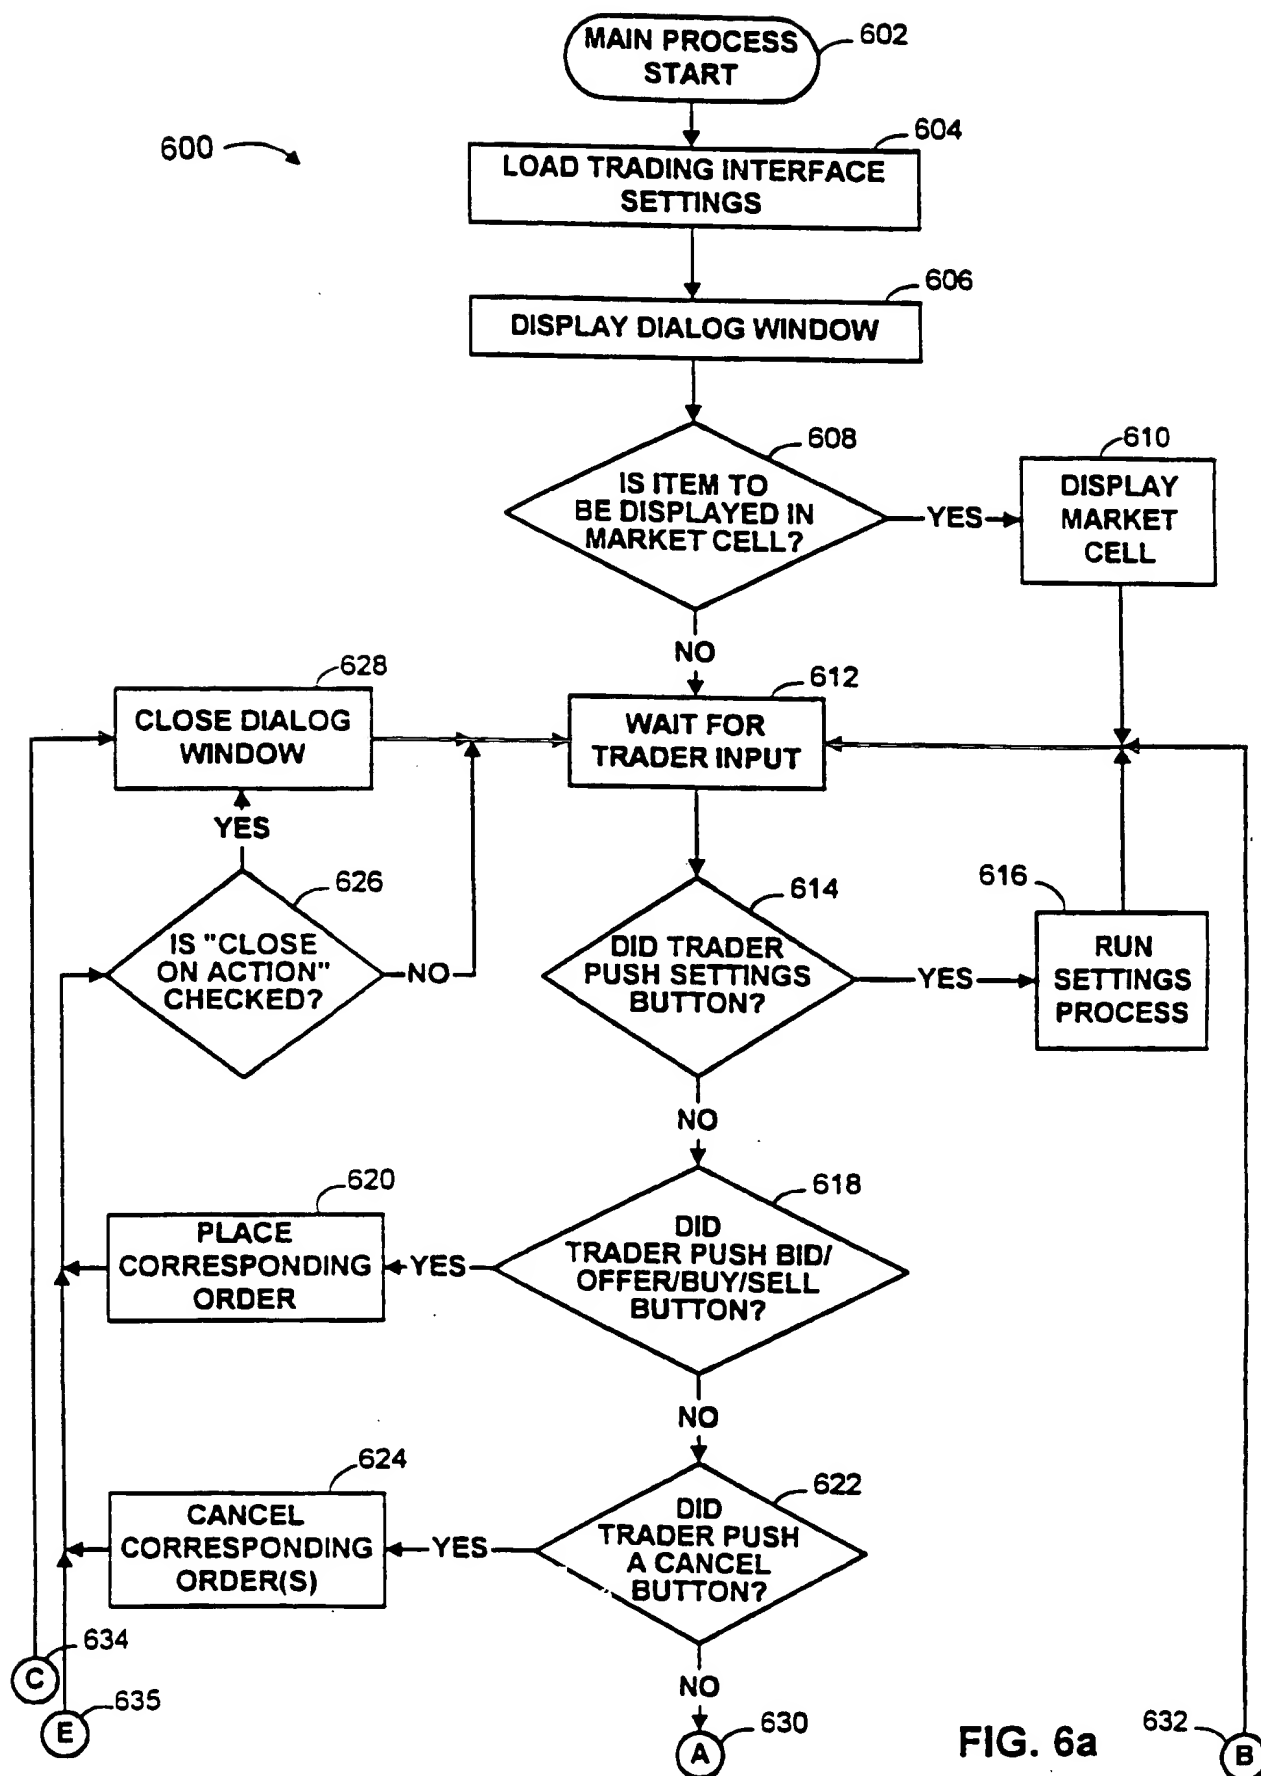 MAIN PROCESS
START
602
600
604
LOAD TRADING INTERFACE
SETTINGS
606
DISPLAY DIALOG WINDOW
608
IS ITEM TO
BE DISPLAYED IN
MARKET CELL?
YES
610
DISPLAY
MARKET
CELL
NO
628
CLOSE DIALOG
WINDOW
612
WAIT FOR
TRADER INPUT
YES
626
IS "CLOSE
ON ACTION"
CHECKED?
NO
614
DID TRADER
PUSH SETTINGS
BUTTON?
YES
616
RUN
SETTINGS
PROCESS
NO
620
PLACE
CORRESPONDING
ORDER
YES
618
DID
TRADER PUSH BID/
OFFER/BUY/SELL
BUTTON?
NO
624
CANCEL
CORRESPONDING
ORDER(S)
YES
622
DID
TRADER PUSH
A CANCEL
BUTTON?
634
C
635
E
NO
630
A
FIG. 6a
632
B